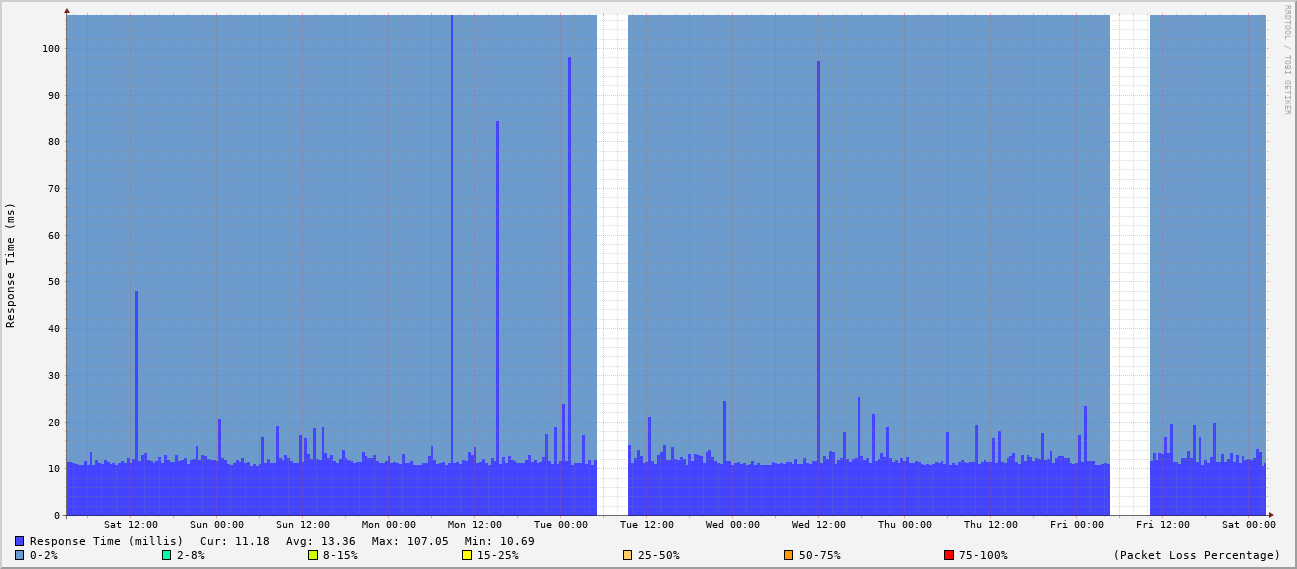 RRDTOOL / TOBI OETIKER
Response Time (ms)
100
90
80
70
60
50
40
30
20
10
0
Sat 12:00 Sun 00:00 Sun 12:00 Mon 00:00 Mon 12:00 Tue 00:00 Tue 12:00 Wed 00:00 Wed 12:00 Thu 00:00 Thu 12:00 Fri 00:00 Fri 12:00 Sat 00:00
Response Time (millis) Cur: 11.18 Avg: 13.36 Max: 107.05 Min: 10.69
0-2% 2-8% 8-15% 15-25% 25-50% 50-75% 75-100% (Packet Loss Percentage)